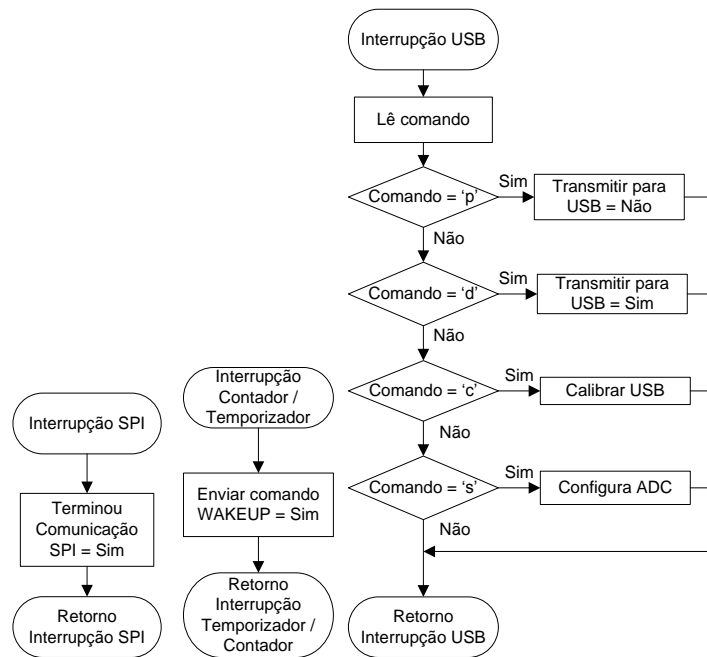 Interrupção USB
Lê comando
Comando = ‘p’
Sim
Transmitir para
USB = Não
Não
Comando = ‘d’
Sim
Transmitir para
USB = Sim
Não
Comando = ‘c’
Sim
Calibrar USB
Não
Comando = ‘s’
Sim
Configura ADC
Não
Retorno
Interrupção USB
Interrupção
Contador /
Temporizador
Enviar comando
WAKEUP = Sim
Retorno
Interrupção
Temporizador /
Contador
Interrupção SPI
Terminou
Comunicação
SPI = Sim
Retorno
Interrupção SPI